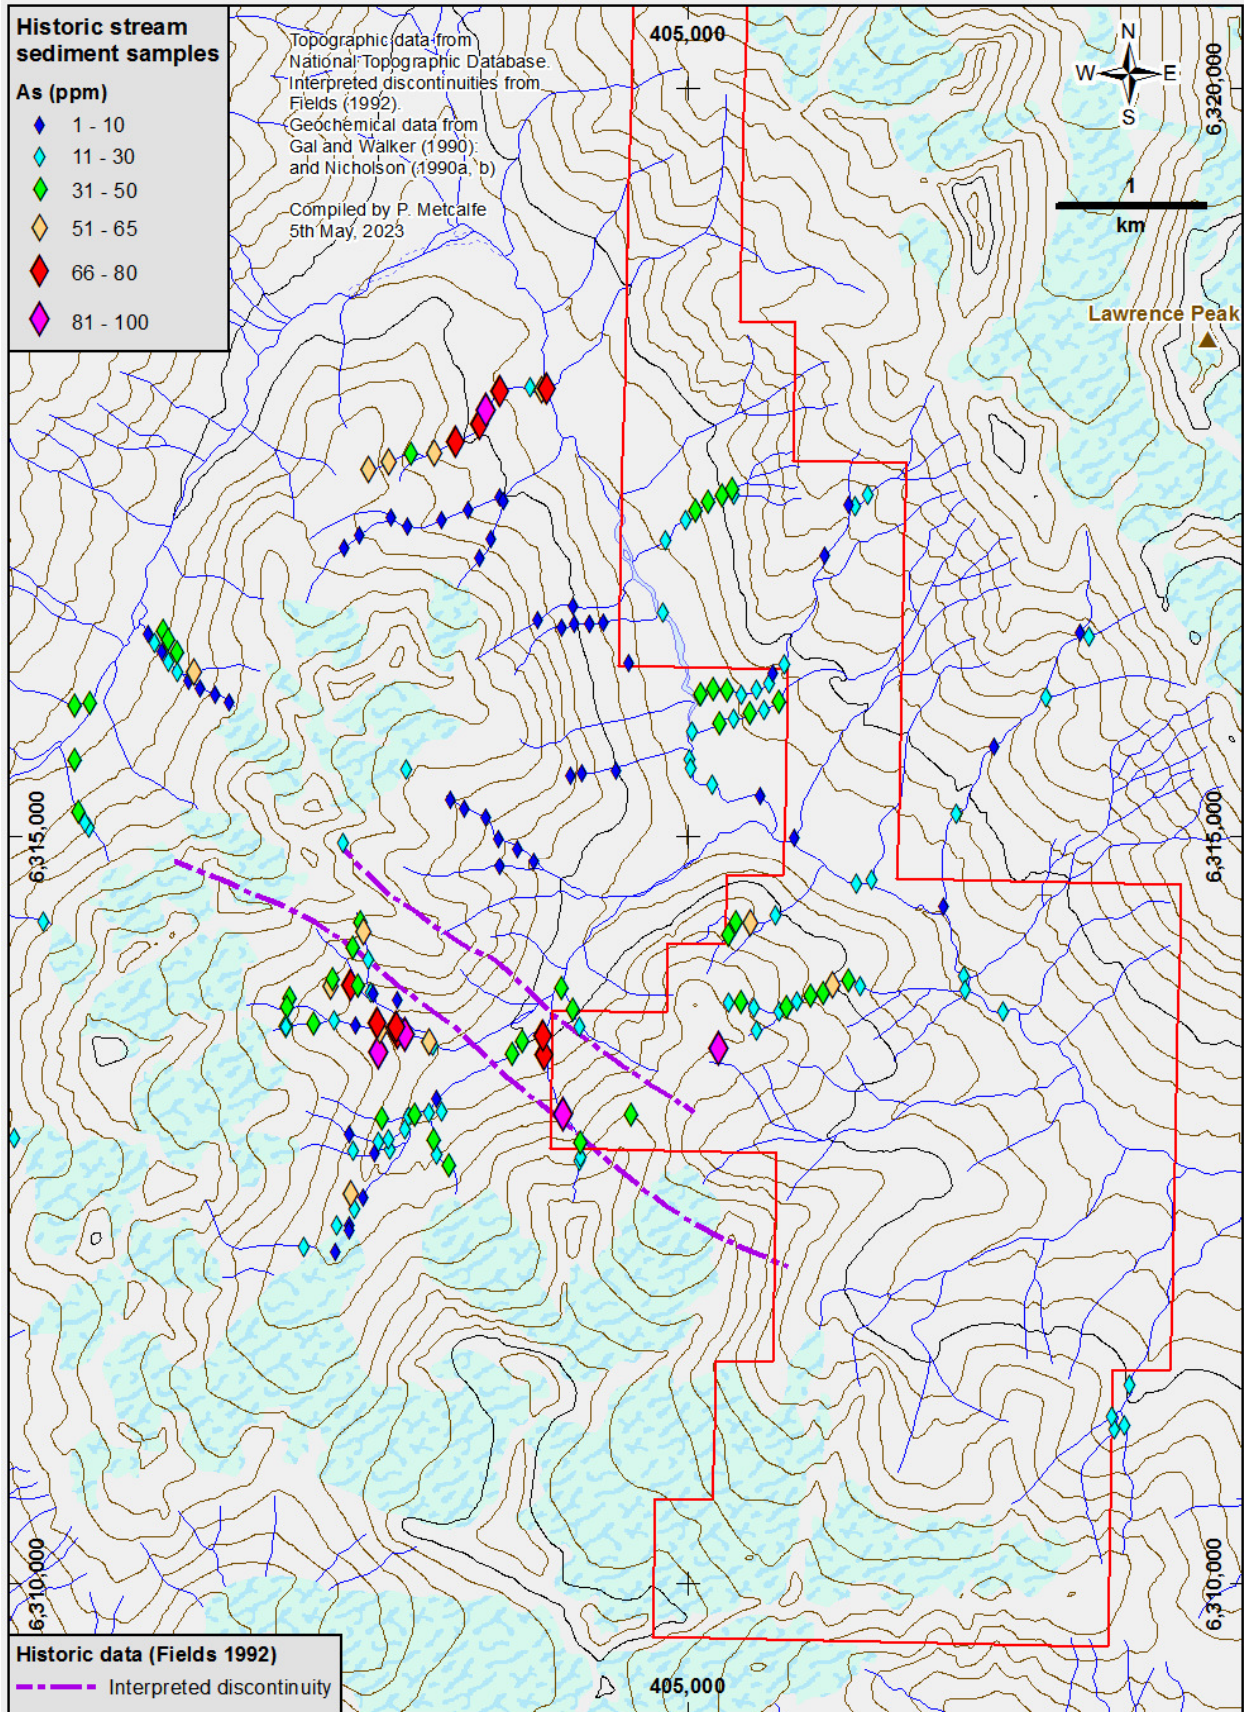 Historic stream
sediment samples
As (ppm)
1 - 10
11 - 30
31 - 50
51 - 65
66 - 80
81 - 100
Topographic data from
National Topographic Database.
Interpreted discontinuities from
Fields (1992).
Geochemical data from
Gal and Walker (1990):
and Nicholson (1990a, b)
Compiled by P. Metcalfe
5th May, 2023
405,000
N
W E
S
6,320,000
1
km
Lawrence Peak
6,315,000
6,315,000
6,310,000
6,310,000
Historic data (Fields 1992)
Interpreted discontinuity
405,000